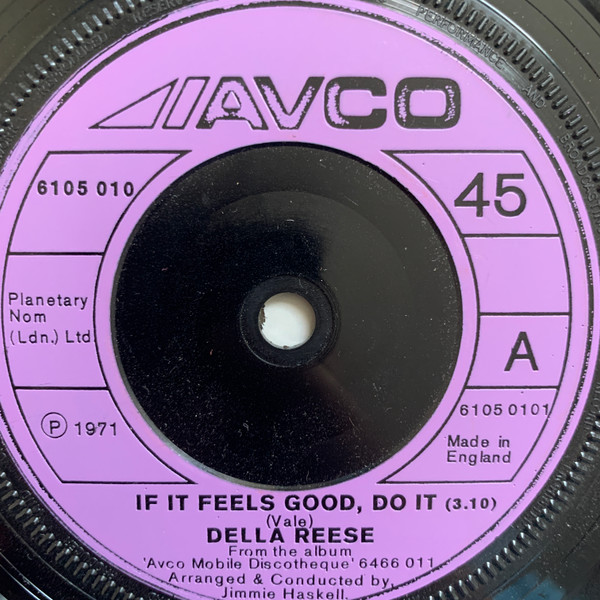 AVCO
6105 010
45
Planetary
Nom
(Ldn.) Ltd.
A
Ⓟ 1971
6105 0101
Made in
England
IF IT FEELS GOOD, DO IT (3.10)
(Vale)
DELLA REESE
From the album
'Avco Mobile Discotheque' 6466 011
Arranged & Conducted by,
Jimmie Haskell.